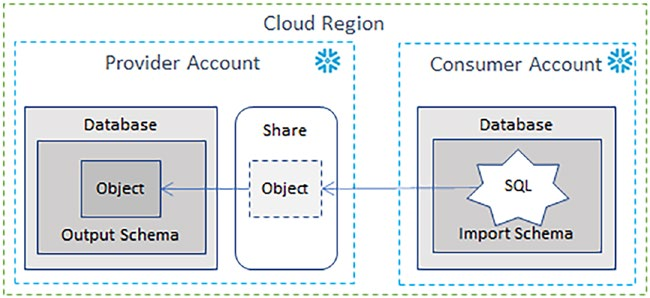 Cloud Region
Provider Account
Consumer Account
Database
Share
Database
Object
Object
SQL
Output Schema
Import Schema